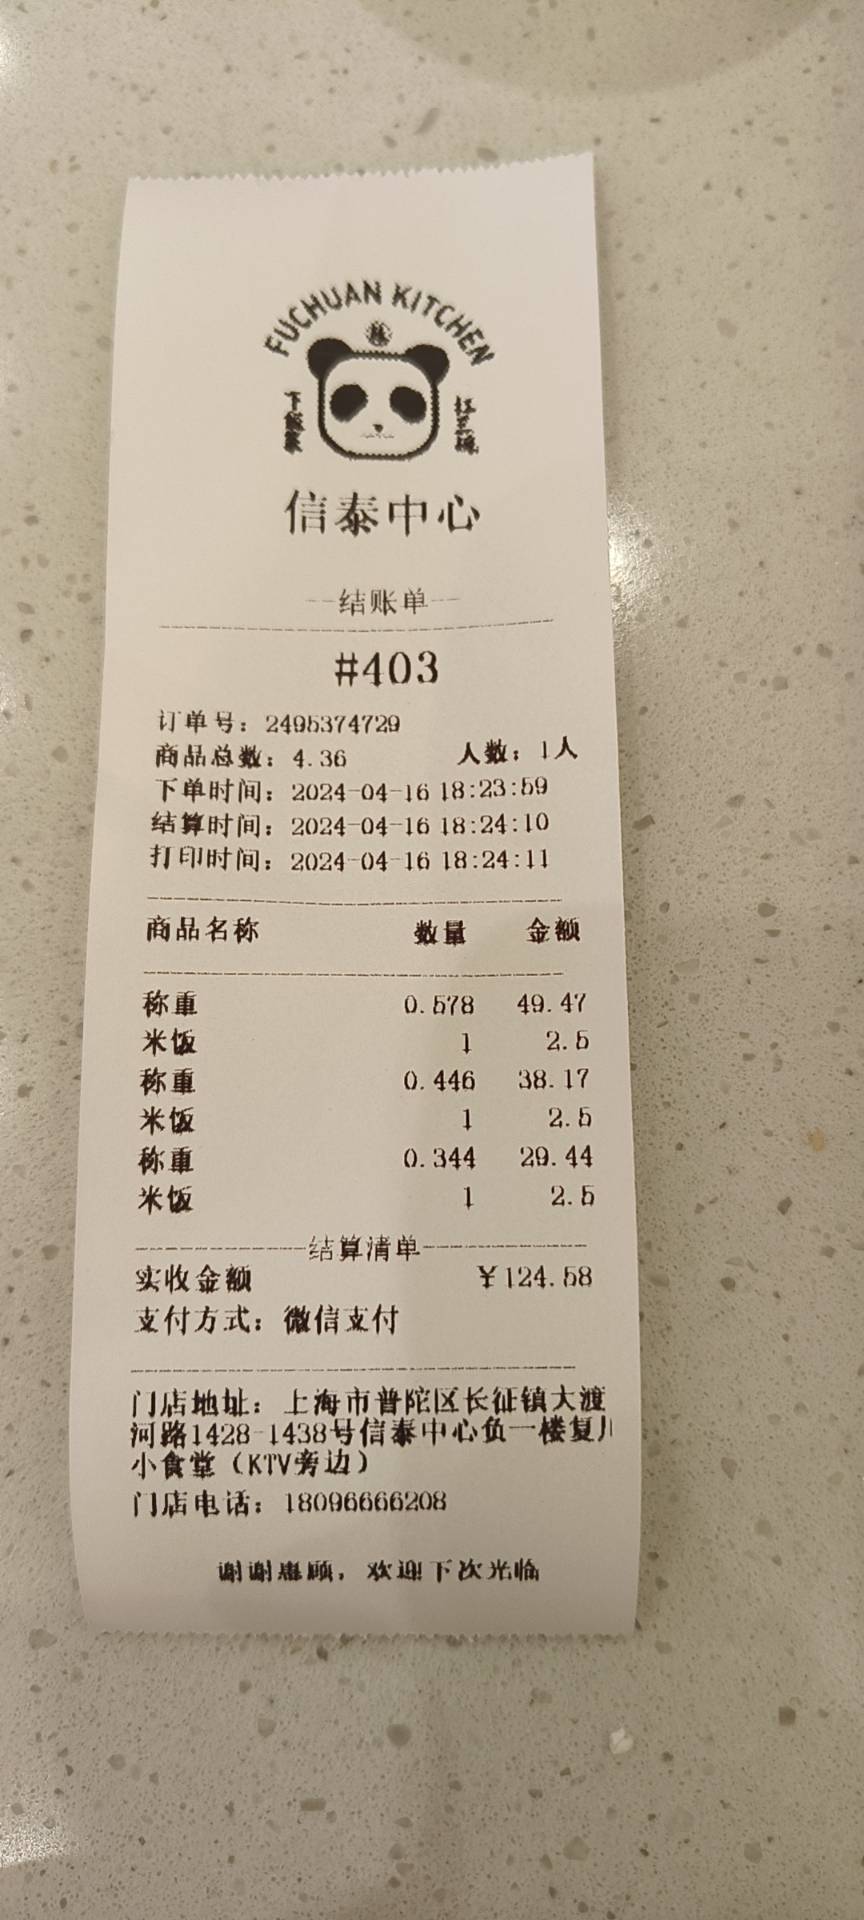 FUCHUAN KITCHEN
下饭家
信泰中心
结账单
#403
订单号：2495374729
商品总数：4.36 人数：1人
下单时间：2024-04-16 18:23:59
结算时间：2024-04-16 18:24:10
打印时间：2024-04-16 18:24:11
商品名称 数量 金额
称重 0.578 49.47
米饭 1 2.5
称重 0.446 38.17
米饭 1 2.5
称重 0.344 29.44
米饭 1 2.5
结算清单
实收金额 ¥124.58
支付方式：微信支付
门店地址：上海市普陀区长征镇大渡
河路1428-1438号信泰中心负一楼复川
小食堂（KTV旁边）
门店电话：18096666208
谢谢惠顾，欢迎下次光临